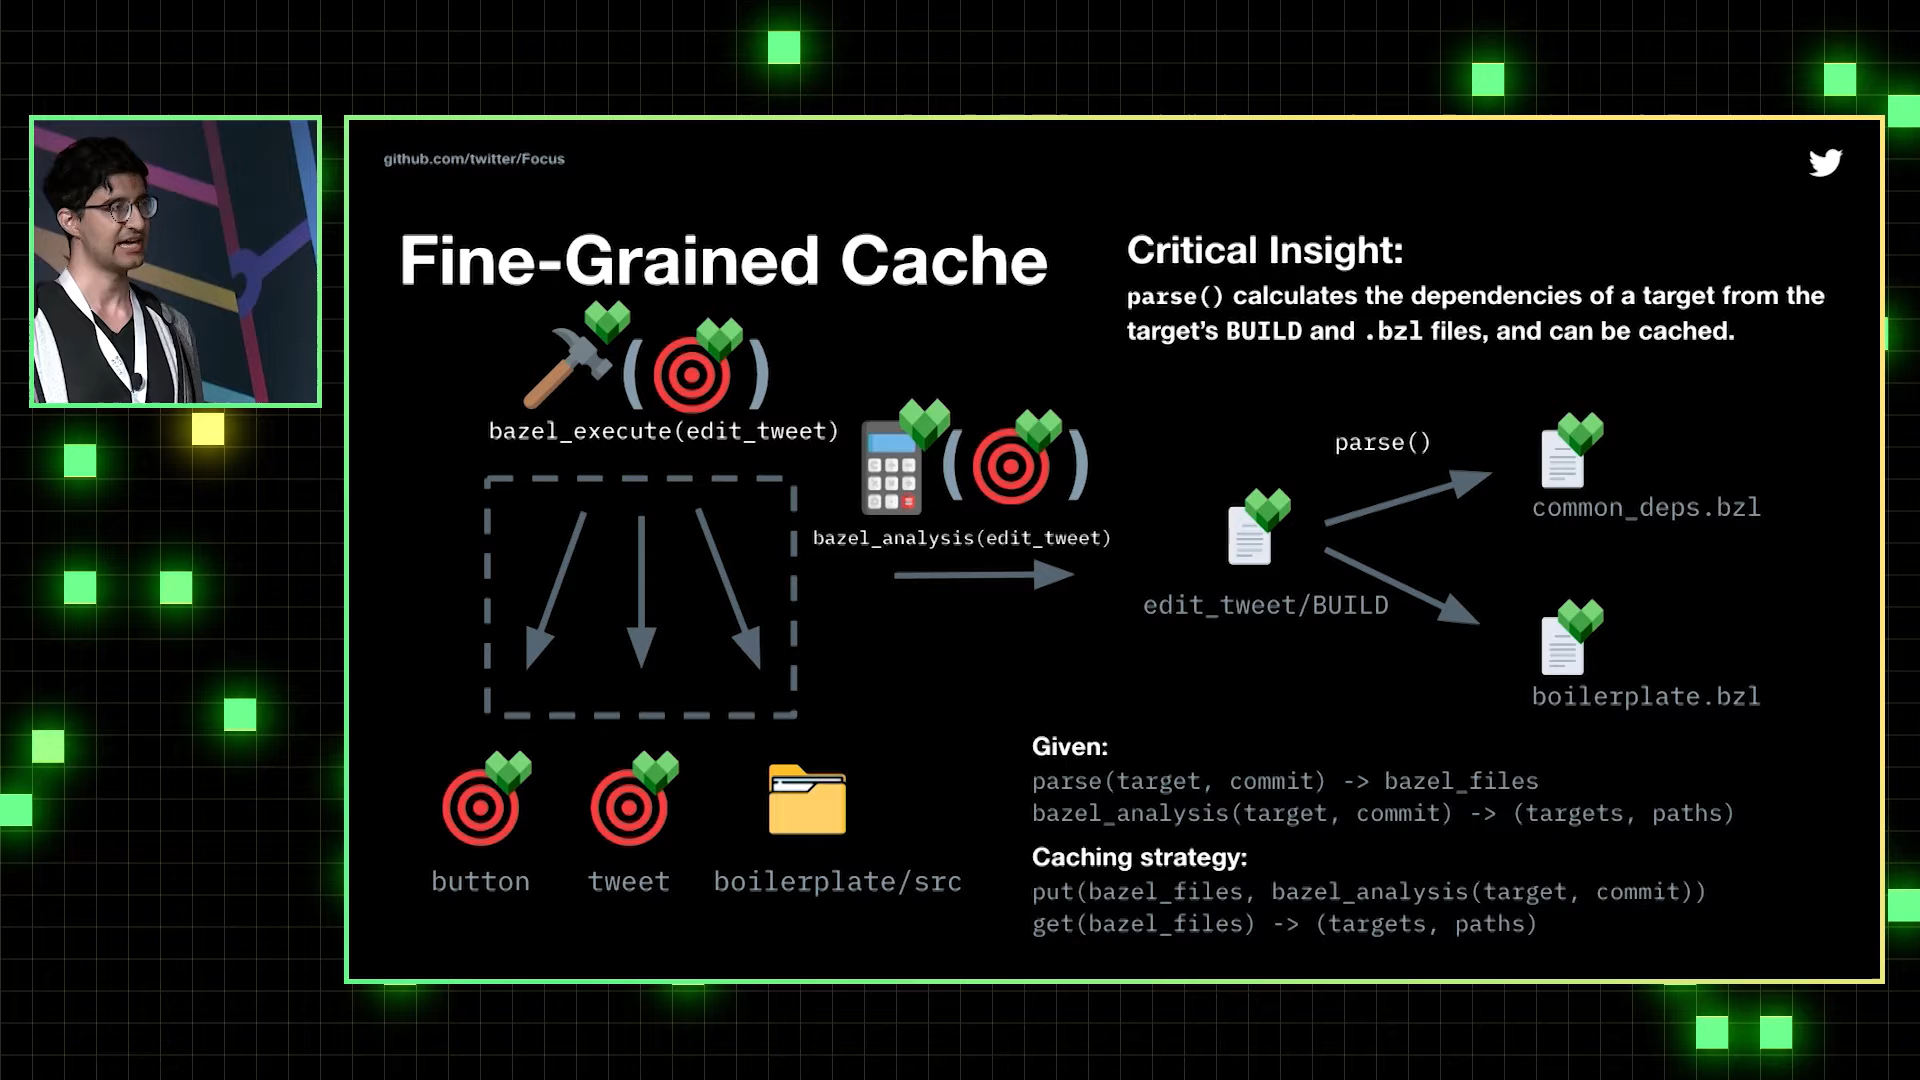 github.com/twitter/Focus
Fine-Grained Cache
bazel_execute(edit_tweet)
bazel_analysis(edit_tweet)
button
tweet
boilerplate/src
Critical Insight:
parse() calculates the dependencies of a target from the
target’s BUILD and .bzl files, and can be cached.
parse()
common_deps.bzl
edit_tweet/BUILD
boilerplate.bzl
Given:
parse(target, commit) -> bazel_files
bazel_analysis(target, commit) -> (targets, paths)
Caching strategy:
put(bazel_files, bazel_analysis(target, commit))
get(bazel_files) -> (targets, paths)